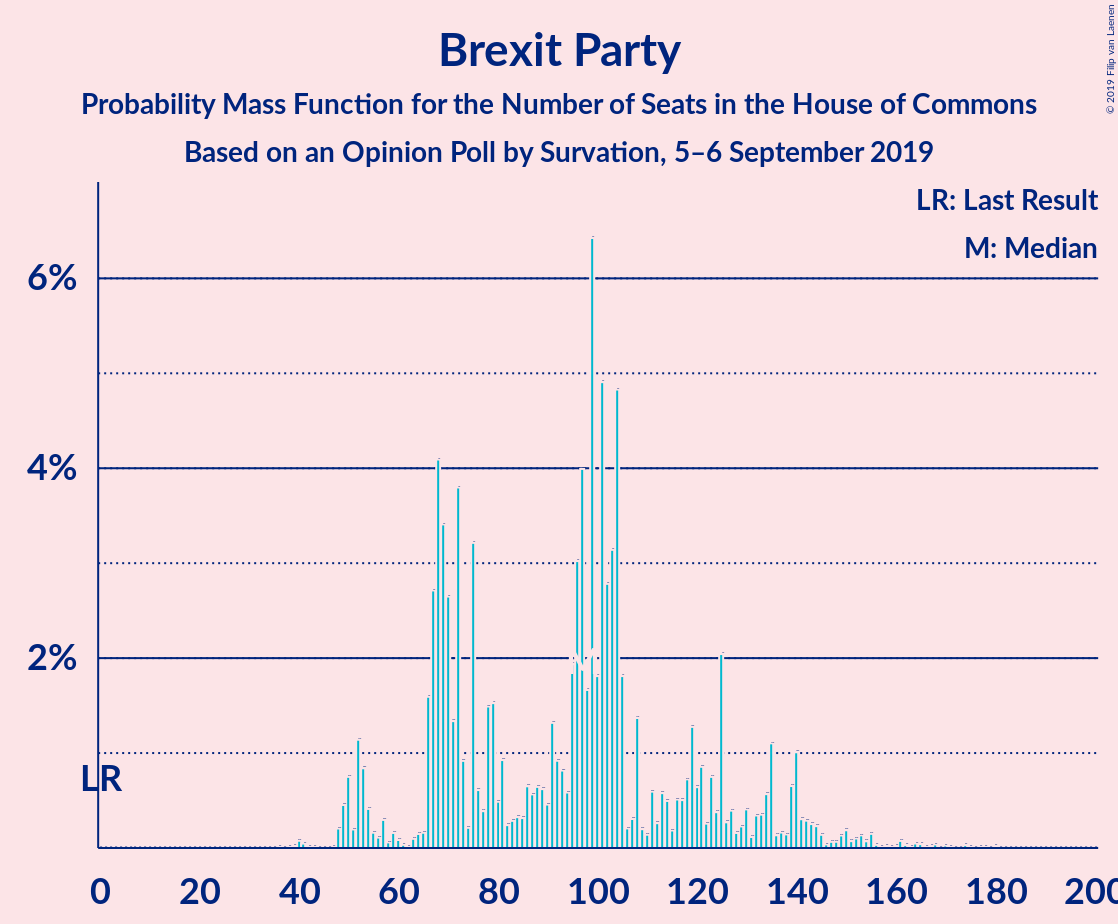 Brexit Party
Probability Mass Function for the Number of Seats in the House of Commons
Based on an Opinion Poll by Survation, 5–6 September 2019
© 2019 Filip van Laenen
LR: Last Result
M: Median
6%
4%
2%
LR
M
0 20 40 60 80 100 120 140 160 180 200